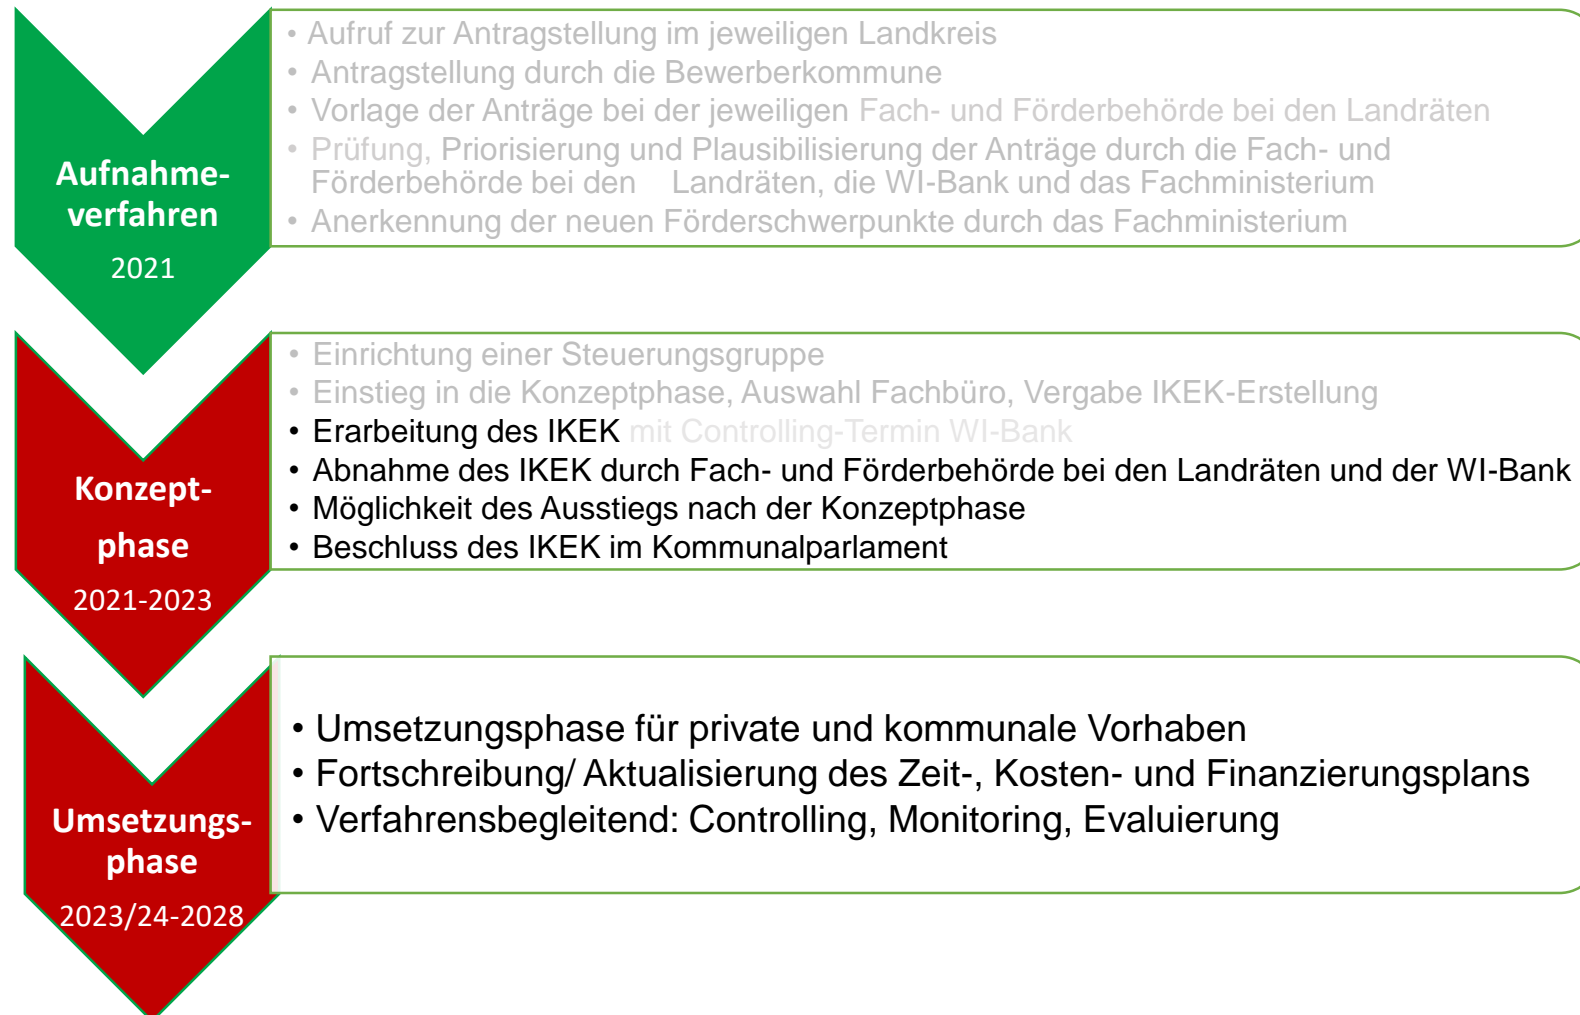 Aufnahme-
verfahren
2021
• Aufruf zur Antragstellung im jeweiligen Landkreis
• Antragstellung durch die Bewerberkommune
• Vorlage der Anträge bei der jeweiligen Fach- und Förderbehörde bei den Landräten
• Prüfung, Priorisierung und Plausibilisierung der Anträge durch die Fach- und
Förderbehörde bei den Landräten, die WI-Bank und das Fachministerium
• Anerkennung der neuen Förderschwerpunkte durch das Fachministerium
Konzept-
phase
2021-2023
• Einrichtung einer Steuerungsgruppe
• Einstieg in die Konzeptphase, Auswahl Fachbüro, Vergabe IKEK-Erstellung
• Erarbeitung des IKEK mit Controlling-Termin WI-Bank
• Abnahme des IKEK durch Fach- und Förderbehörde bei den Landräten und der WI-Bank
• Möglichkeit des Ausstiegs nach der Konzeptphase
• Beschluss des IKEK im Kommunalparlament
Umsetzungs-
phase
2023/24-2028
• Umsetzungsphase für private und kommunale Vorhaben
• Fortschreibung/ Aktualisierung des Zeit-, Kosten- und Finanzierungsplans
• Verfahrensbegleitend: Controlling, Monitoring, Evaluierung